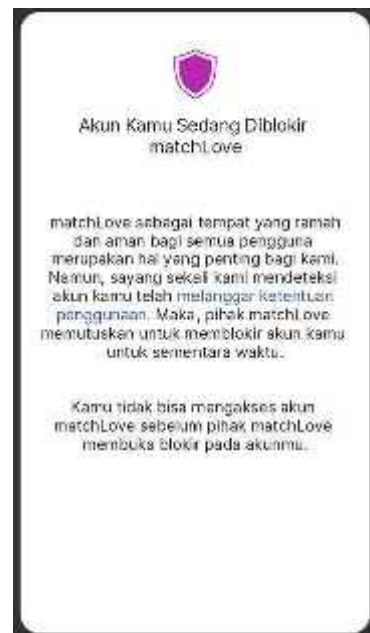 Akun Kamu Sedang Diblokir
matchLove
matchLove sebagai tempat yang ramah
dan aman bagi semua pengguna
merupakan hal yang penting bagi kami.
Namun, sayang sekali kami mendeteksi
akun kamu telah melanggar ketentuan
penggunaan. Maka, pihak matchLove
memutuskan untuk memblokir akun kamu
untuk sementara waktu.
Kamu tidak bisa mengakses akun
matchLove sebelum pihak matchLove
membuka blokir pada akunmu.